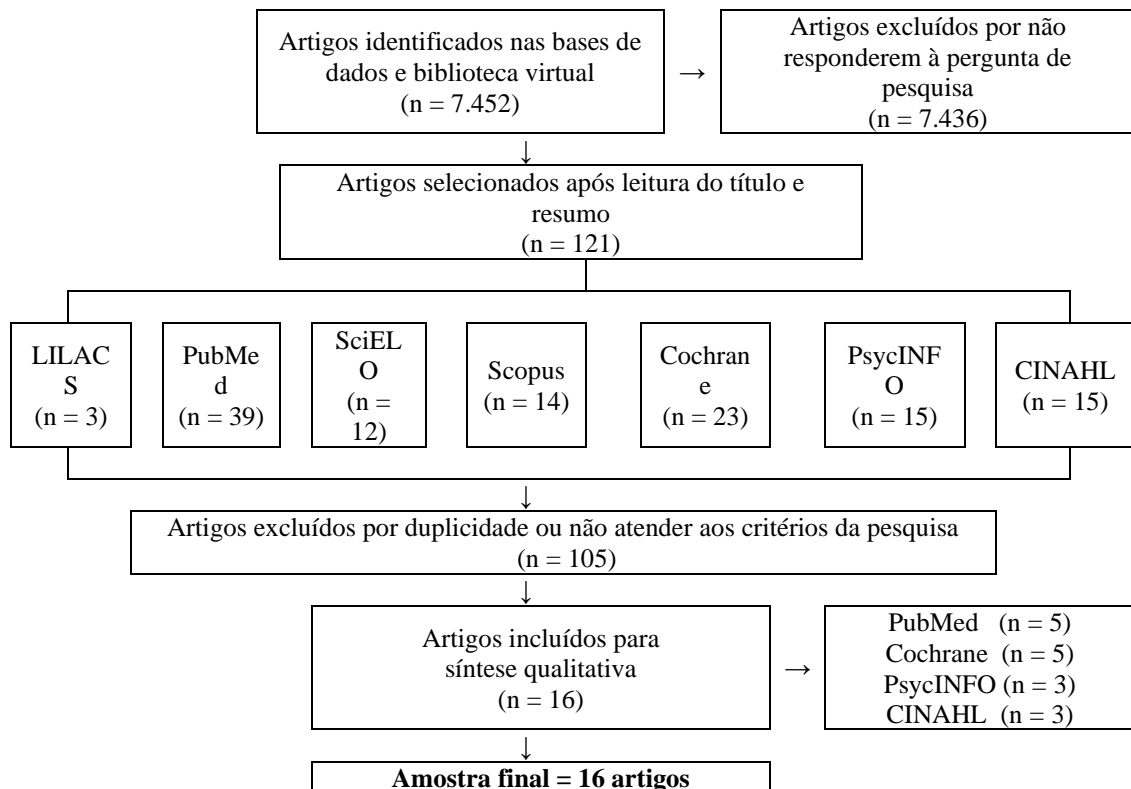 Artigos identificados nas bases de
dados e biblioteca virtual
(n = 7.452)
→
Artigos excluídos por não
responderem à pergunta de
pesquisa
(n = 7.436)
↓
Artigos selecionados após leitura do título e
resumo
(n = 121)
LILAC
S
(n = 3)
PubMe
d
(n = 39)
SciEL
O
(n =
12)
Scopus
(n = 14)
Cochran
e
(n = 23)
PsycINF
O
(n = 15)
CINAHL
(n = 15)
↓
Artigos excluídos por duplicidade ou não atender aos critérios da pesquisa
(n = 105)
↓
Artigos incluídos para
síntese qualitativa
(n = 16)
→
PubMed (n = 5)
Cochrane (n = 5)
PsycINFO (n = 3)
CINAHL (n = 3)
↓
Amostra final = 16 artigos